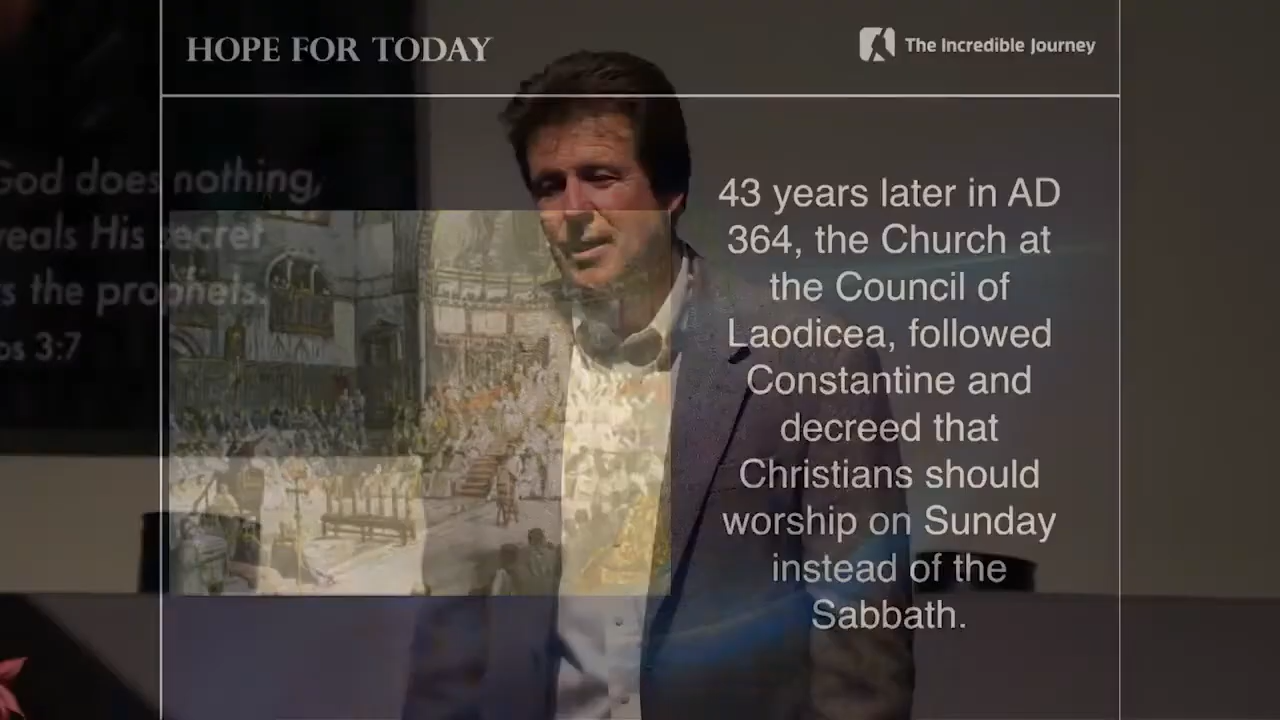 HOPE FOR TODAY
The Incredible Journey
God does nothing,
veals His secret
s the prophets.
os 3:7
43 years later in AD
364, the Church at
the Council of
Laodicea, followed
Constantine and
decreed that
Christians should
worship on Sunday
instead of the
Sabbath.